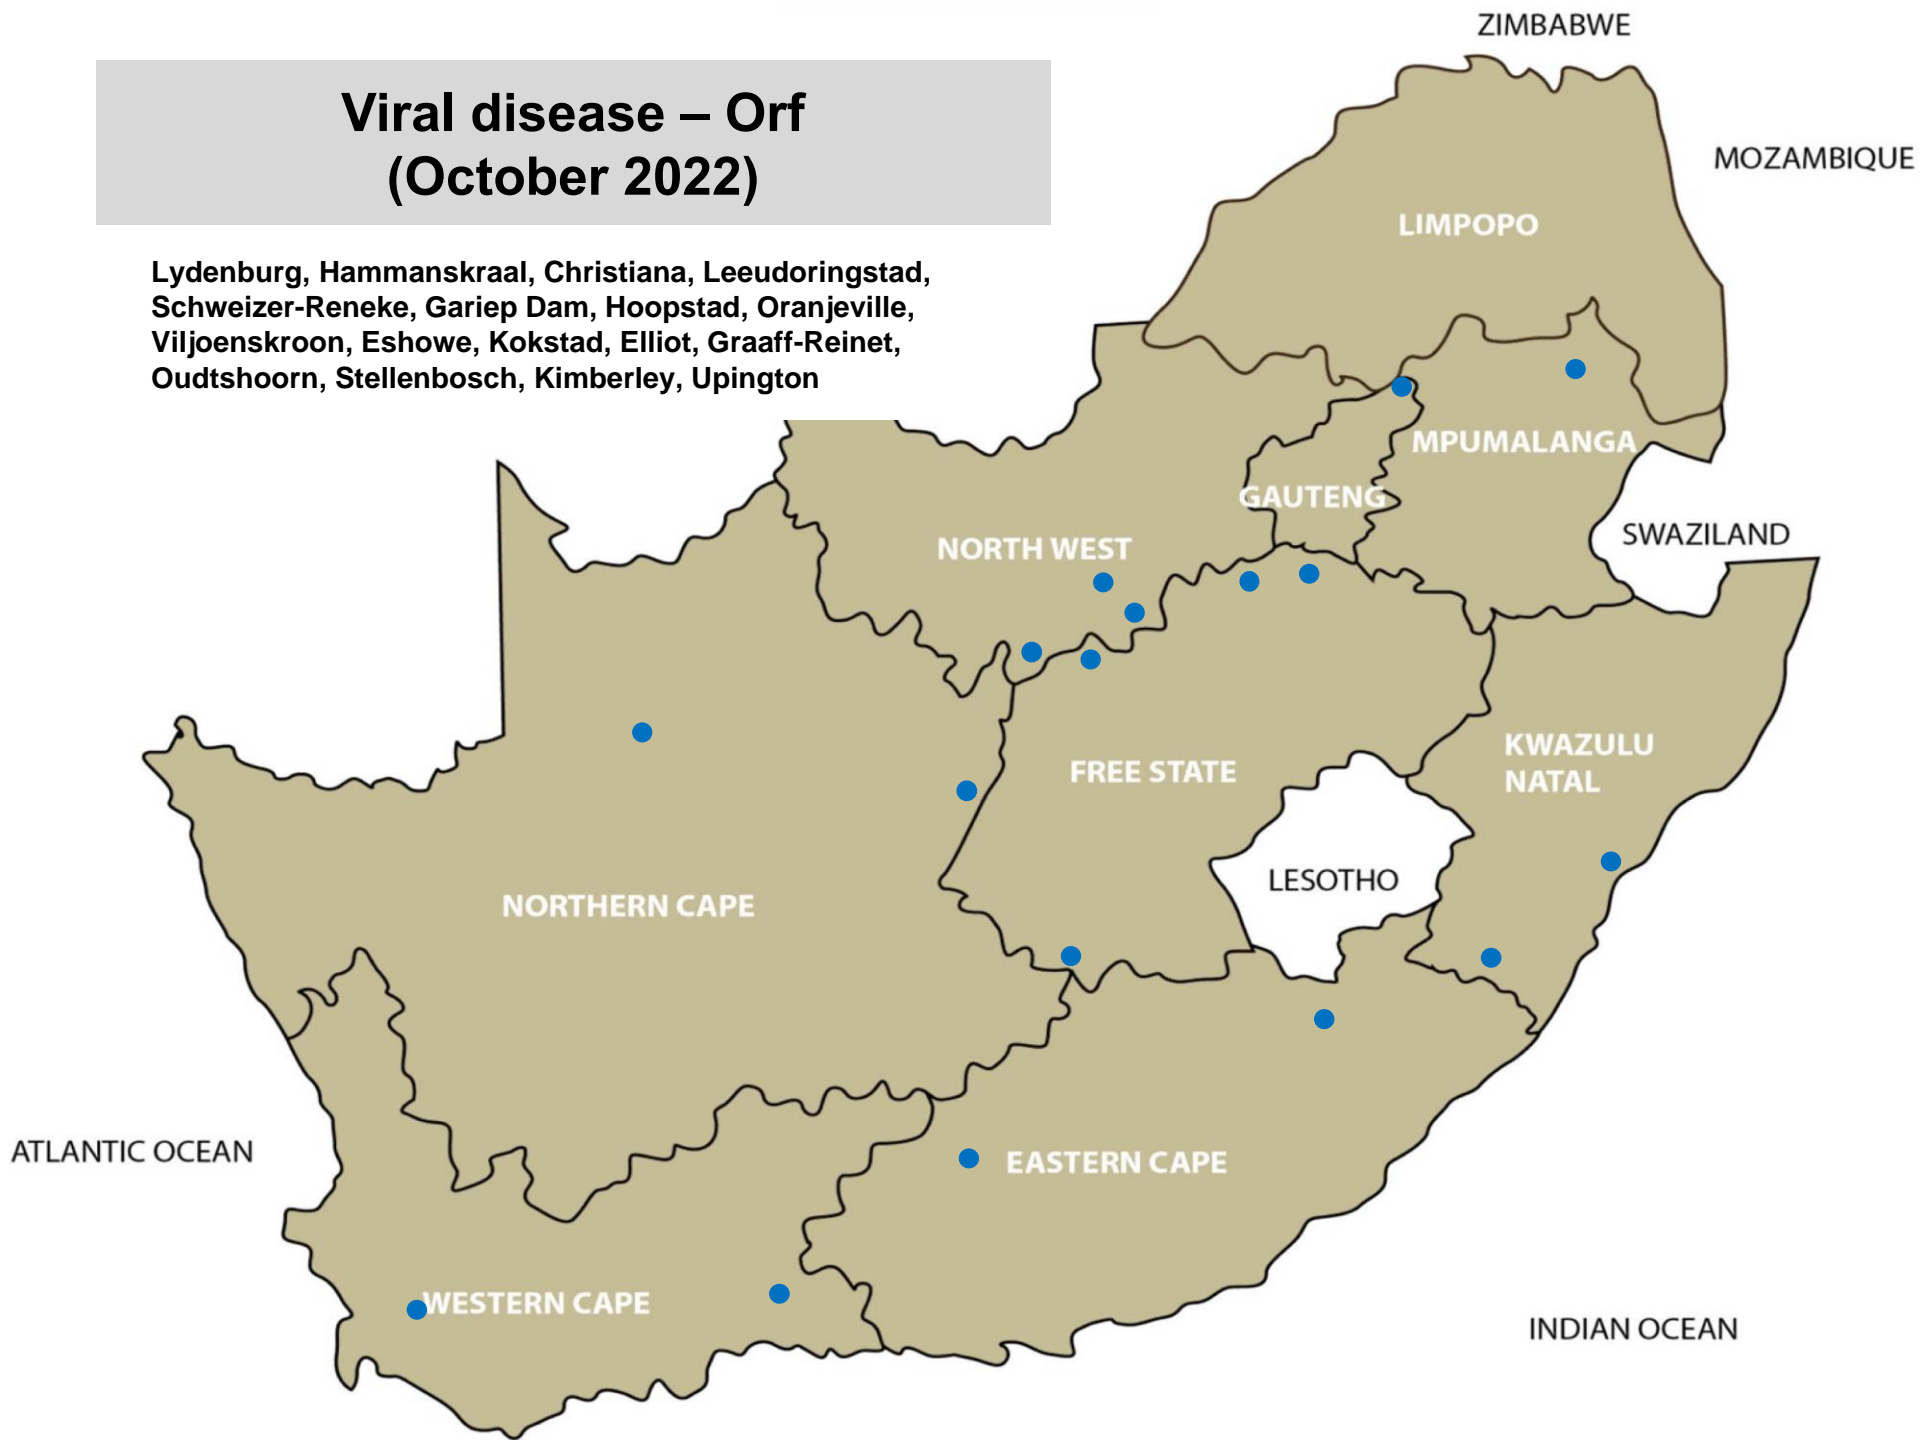 Viral disease – Orf
(October 2022)
Lydenburg, Hammanskraal, Christiana, Leeudoringstad,
Schweizer-Reneke, Gariep Dam, Hoopstad, Oranjeville,
Viljoenskroon, Eshowe, Kokstad, Elliot, Graaff-Reinet,
Oudtshoorn, Stellenbosch, Kimberley, Upington
ZIMBABWE
MOZAMBIQUE
LIMPOPO
MPUMALANGA
GAUTENG
SWAZILAND
NORTH WEST
KWAZULU
NATAL
FREE STATE
LESOTHO
NORTHERN CAPE
ATLANTIC OCEAN
EASTERN CAPE
WESTERN CAPE
INDIAN OCEAN